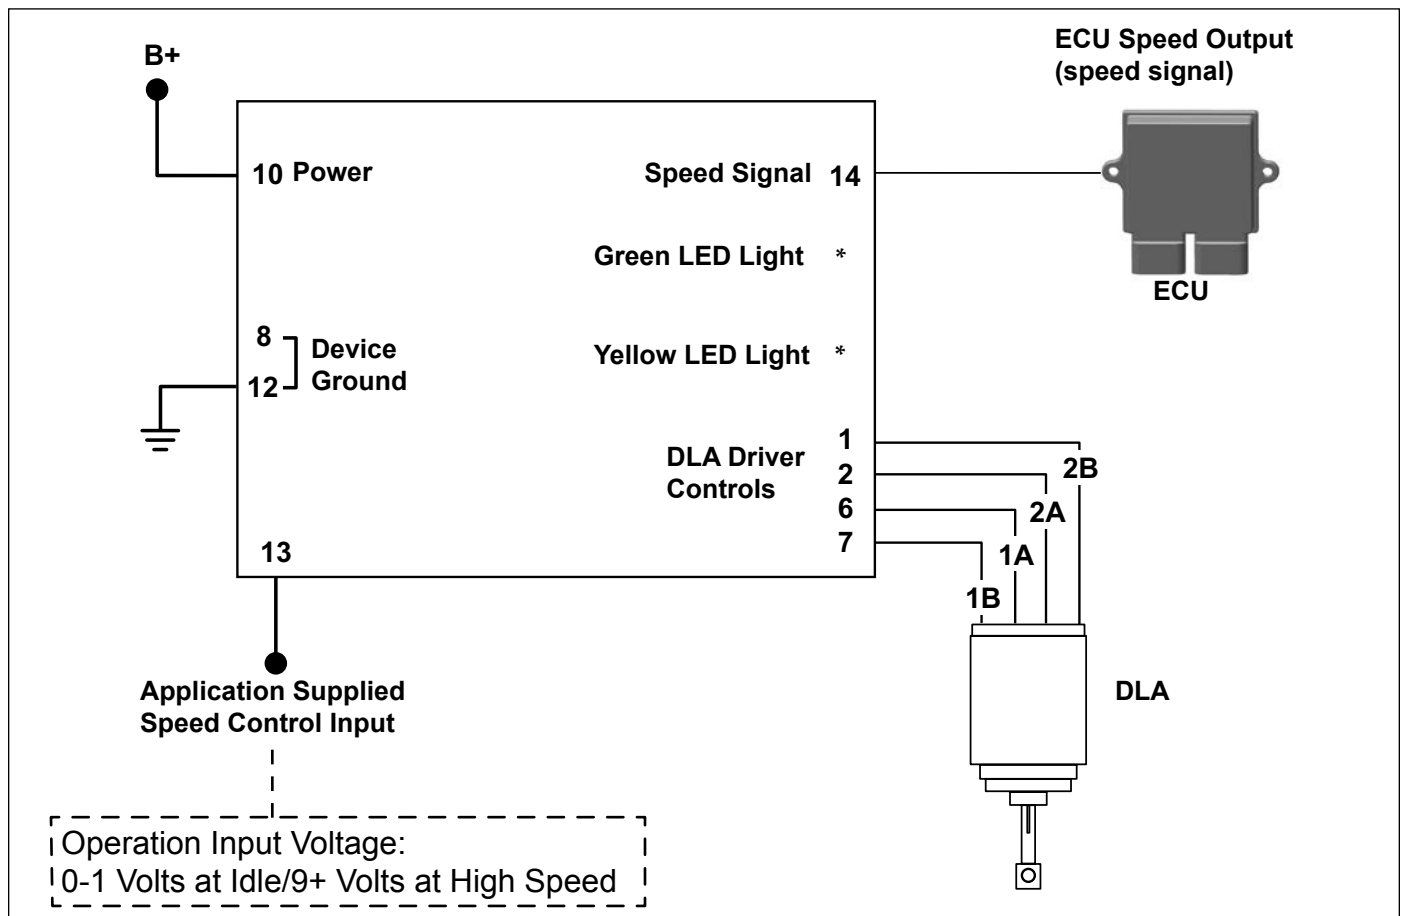 B+
ECU Speed Output
(speed signal)
10 Power
Speed Signal 14
Green LED Light *
ECU
8
Device
Ground
12
Yellow LED Light *
1
DLA Driver
Controls
2
6
7
2B
2A
1A
1B
13
Application Supplied
Speed Control Input
DLA
Operation Input Voltage:
0-1 Volts at Idle/9+ Volts at High Speed